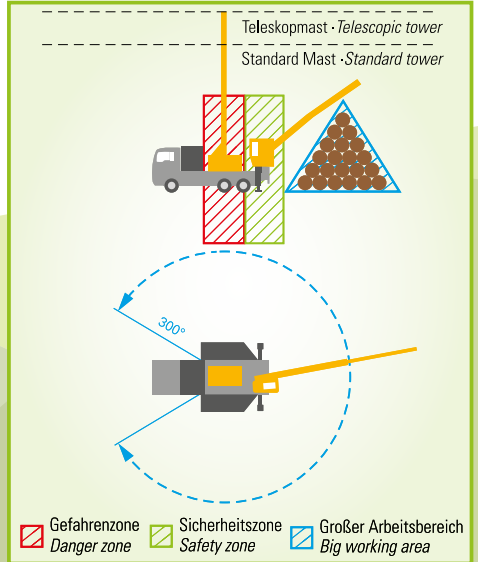 Teleskopmast · Telescopic tower
Standard Mast · Standard tower
300°
Gefahrenzone
Danger zone
Sicherheitszone
Safety zone
Großer Arbeitsbereich
Big working area